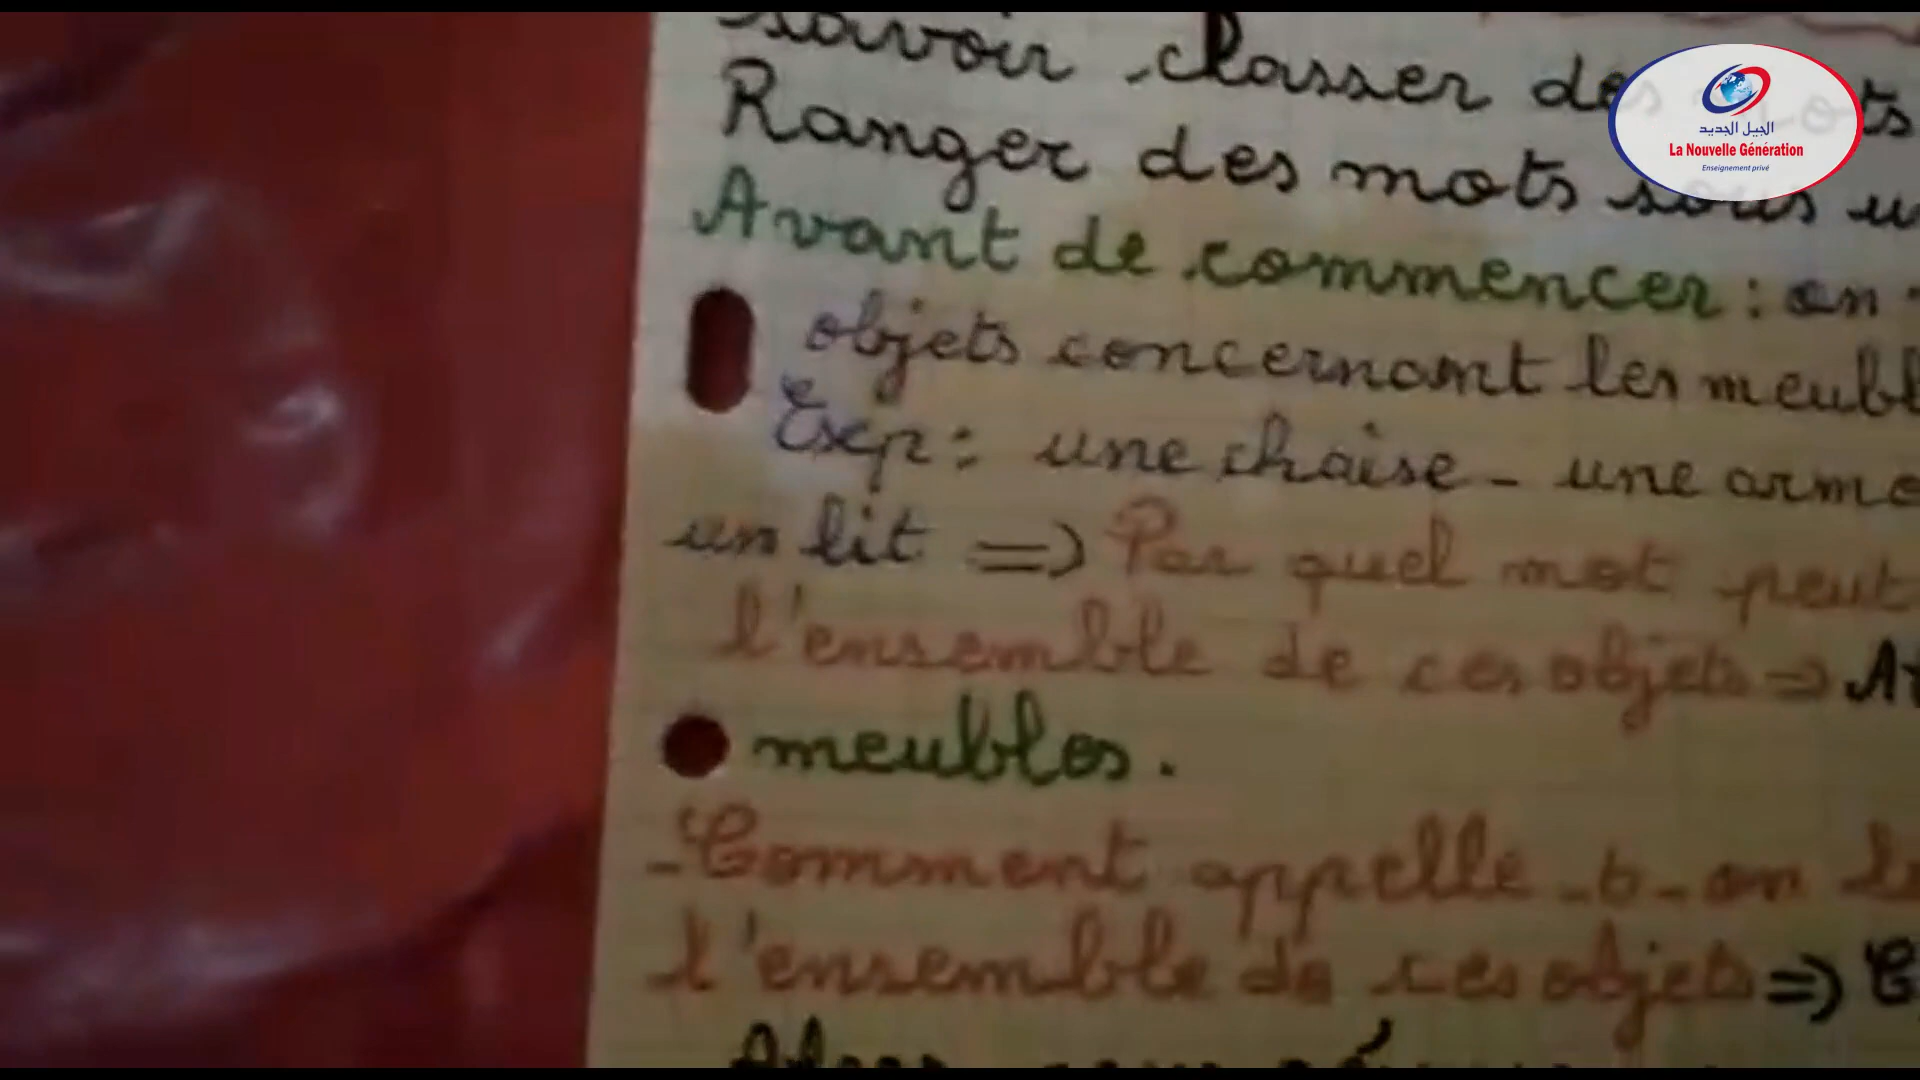 savoir classer des
Ranger des mots sous
Avant de commencer : on
objets concernant les meubl
Exp : une chaise - une armo
un lit => Par quel mot peut
l'ensemble de ces objets =>
meubles.
- Comment appelle-t-on
l'ensemble de ces objets =>
الجيل الجديد
La Nouvelle Génération
Enseignement privé